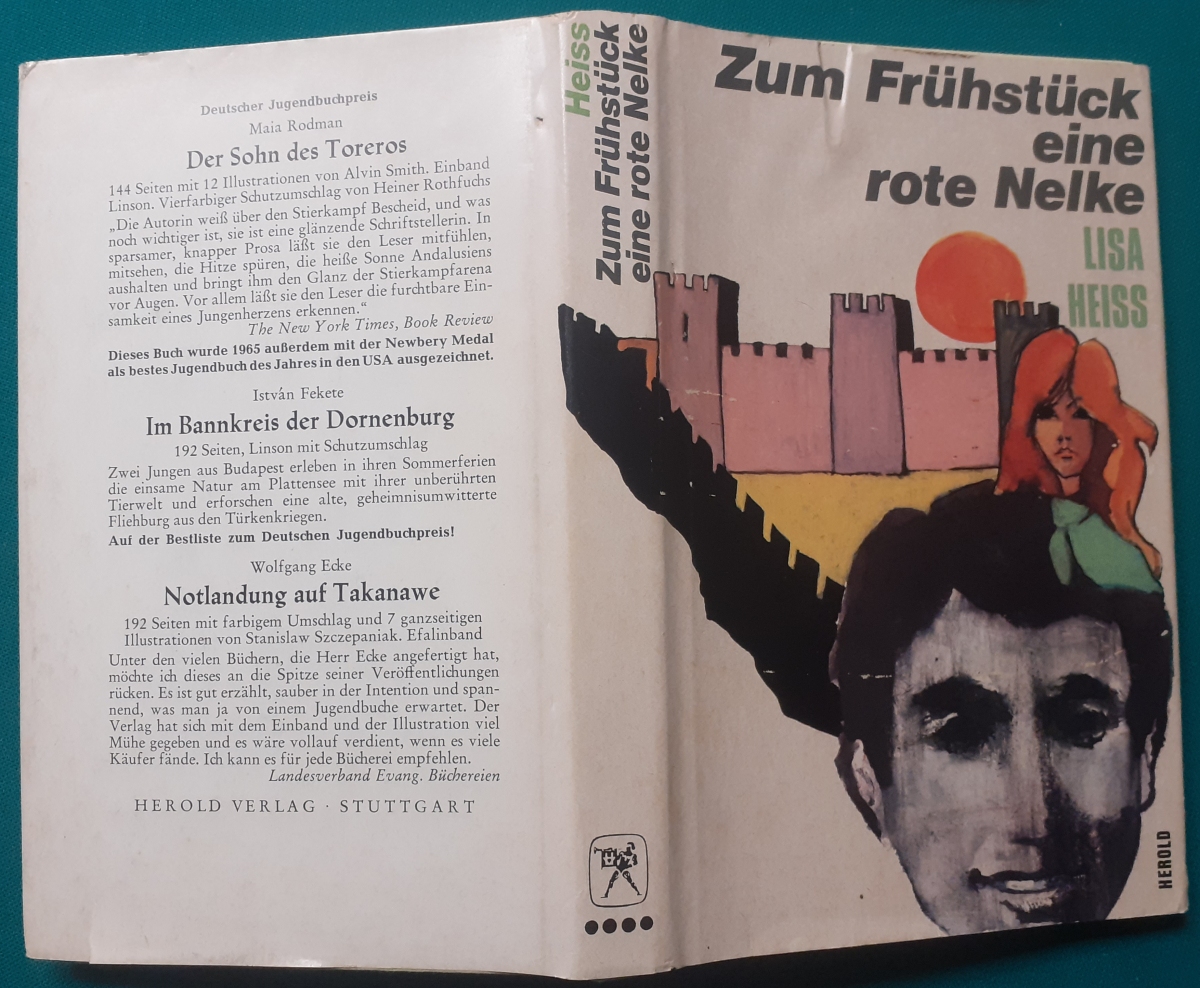 Deutscher Jugendbuchpreis
Maia Rodman
Der Sohn des Toreros
144 Seiten mit 12 Illustrationen von Alvin Smith. Einband
Linson. Vierfarbiger Schutzumschlag von Heiner Rothfuchs
„Die Autorin weiß über den Stierkampf Bescheid, und was
noch wichtiger ist, sie ist eine glänzende Schriftstellerin. In
sparsamer, knapper Prosa läßt sie den Leser mitfühlen,
mitsehen, die Hitze spüren, die heiße Sonne Andalusiens
aushalten und bringt ihm den Glanz der Stierkampfarena
vor Augen. Vor allem läßt sie den Leser die furchtbare Ein-
samkeit eines Jungenherzens erkennen.“
The New York Times, Book Review
Dieses Buch wurde 1965 außerdem mit der Newbery Medal
als bestes Jugendbuch des Jahres in den USA ausgezeichnet.
István Fekete
Im Bannkreis der Dornenburg
192 Seiten, Linson mit Schutzumschlag
Zwei Jungen aus Budapest erleben in ihren Sommerferien
die einsame Natur am Plattensee mit ihrer unberührten
Tierwelt und erforschen eine alte, geheimnisumwitterte
Fliehburg aus den Türkenkriegen.
Auf der Bestliste zum Deutschen Jugendbuchpreis!
Wolfgang Ecke
Notlandung auf Takanawe
192 Seiten mit farbigem Umschlag und 7 ganzseitigen
Illustrationen von Stanislaw Szczepaniak. Efalinband
Unter den vielen Büchern, die Herr Ecke angefertigt hat,
möchte ich dieses an die Spitze seiner Veröffentlichungen
rücken. Es ist gut erzählt, sauber in der Intention und span-
nend, was man ja von einem Jugendbuche erwartet. Der
Verlag hat sich mit dem Einband und der Illustration viel
Mühe gegeben und es wäre vollauf verdient, wenn es viele
Käufer fände. Ich kann es für jede Bücherei empfehlen.
Landesverband Evang. Büchereien
HEROLD VERLAG · STUTTGART
Heiss
Zum Frühstück
eine rote Nelke
Zum Frühstück
eine
rote Nelke
LISA
HEISS
HEROLD